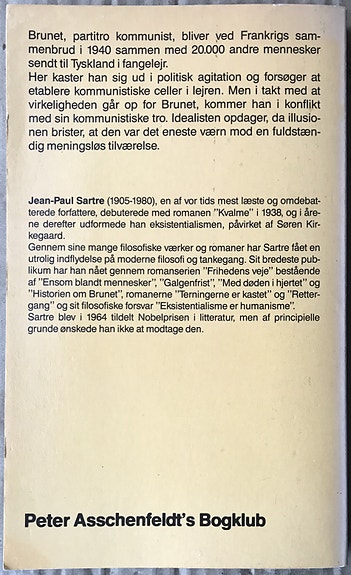 Brunet, partitro kommunist, bliver ved Frankrigs sam-
menbrud i 1940 sammen med 20.000 andre mennesker
sendt til Tyskland i fangelejr.
Her kaster han sig ud i politisk agitation og forsøger at
etablere kommunistiske celler i lejren. Men i takt med at
virkeligheden går op for Brunet, kommer han i konflikt
med sin kommunistiske tro. Idealisten opdager, da illusio-
nen brister, at den var det eneste værn mod en fuldstæn-
dig meningsløs tilværelse.
Jean-Paul Sartre (1905-1980), en af vor tids mest læste og omdebat-
terede forfattere, debuterede med romanen "Kvalme" i 1938, og i åre-
ne derefter udformede han eksistentialismen, påvirket af Søren Kir-
kegaard.
Gennem sine mange filosofiske værker og romaner har Sartre fået en
utrolig indflydelse på moderne filosofi og tankegang. Sit bredeste pub-
likum har han nået gennem romanserien "Frihedens veje" bestående
af "Ensom blandt mennesker", "Galgenfrist", "Med døden i hjertet" og
"Historien om Brunet", romanerne "Terningerne er kastet" og "Retter-
gang" og sit filosofiske forsvar "Eksistentialisme er humanisme".
Sartre blev i 1964 tildelt Nobelprisen i litteratur, men af principielle
grunde ønskede han ikke at modtage den.
Peter Asschenfeldt's Bogklub